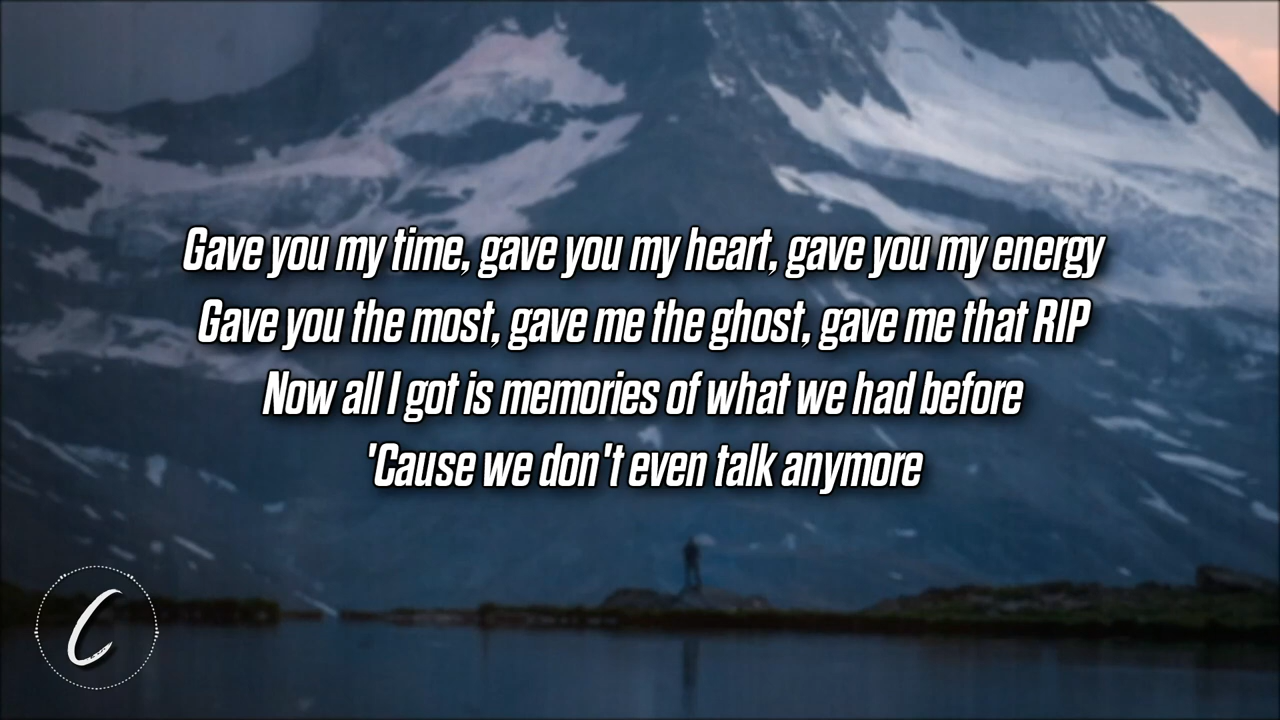 Gave you my time, gave you my heart, gave you my energy
Gave you the most, gave me the ghost, gave me that RIP
Now all I got is memories of what we had before
'Cause we don't even talk anymore
C